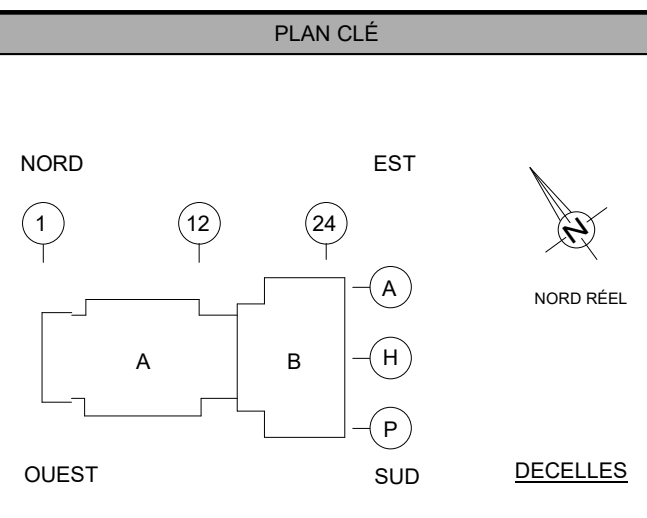 PLAN CLÉ
NORD EST
1 12 24
N
A
NORD RÉEL
A B H
P
OUEST SUD DECELLES